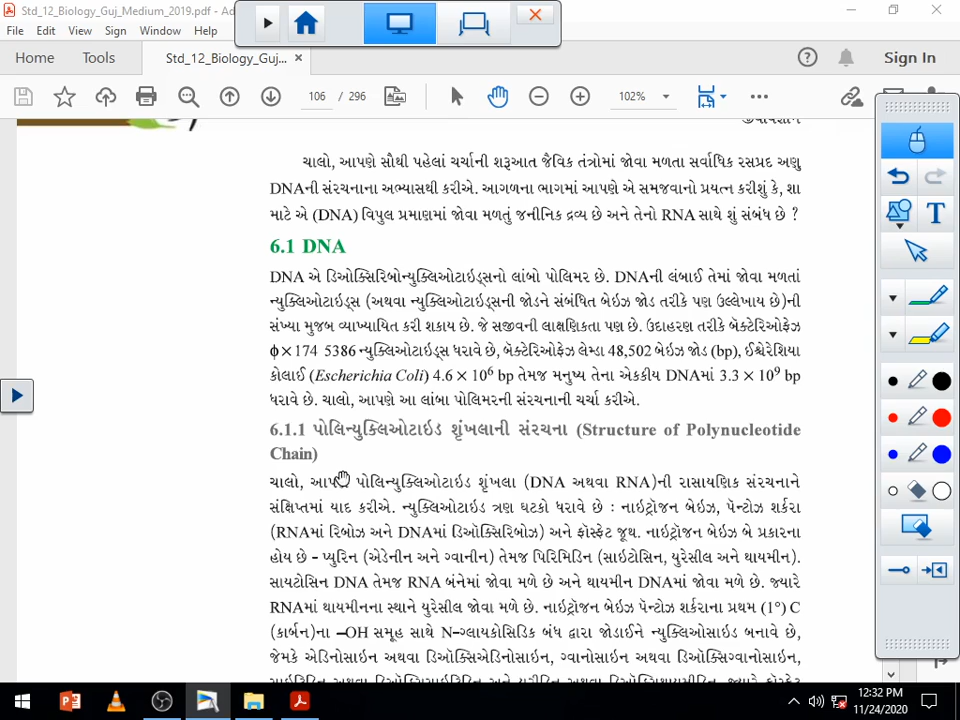 Std_12_Biology_Guj_Medium_2019.pdf - Ad
File Edit View Sign Window Help
Home Tools Std_12_Biology_Guj... × Sign In
106 / 296 102%
જીવવિજ્ઞાન
ચાલો, આપણે સૌથી પહેલાં ચર્ચાની શરૂઆત જૈવિક તંત્રોમાં જોવા મળતા સર્વાધિક રસપ્રદ અણુ
DNAની સંરચનાના અભ્યાસથી કરીએ. આગળના ભાગમાં આપણે એ સમજવાનો પ્રયત્ન કરીશું કે, શા
માટે એ (DNA) વિપુલ પ્રમાણમાં જોવા મળતું જનીનિક દ્રવ્ય છે અને તેનો RNA સાથે શું સંબંધ છે ?
6.1 DNA
DNA એ ડિઓક્સિરિબોન્યુક્લિઓટાઇડ્સનો લાંબો પોલિમર છે. DNAની લંબાઈ તેમાં જોવા મળતાં
ન્યુક્લિઓટાઇડ્સ (અથવા ન્યુક્લિઓટાઇડ્સની જોડને સંબંધિત બેઇઝ જોડ તરીકે પણ ઉલ્લેખાય છે)ની
સંખ્યા મુજબ વ્યાખ્યાયિત કરી શકાય છે. જે સજીવની લાક્ષણિકતા પણ છે. ઉદાહરણ તરીકે બૅક્ટેરિઓફેઝ
ϕ×174 5386 ન્યુક્લિઓટાઇડ્સ ધરાવે છે, બૅક્ટેરિઓફેઝ લેમ્ડા 48,502 બેઇઝ જોડ (bp), ઈશ્ચેરેશિયા
કોલાઈ (Escherichia Coli) 4.6 × 10⁶ bp તેમજ મનુષ્ય તેના એકકીય DNAમાં 3.3 × 10⁹ bp
ધરાવે છે. ચાલો, આપણે આ લાંબા પોલિમરની સંરચનાની ચર્ચા કરીએ.
6.1.1 પોલિન્યુક્લિઓટાઇડ શૃંખલાની સંરચના (Structure of Polynucleotide
Chain)
ચાલો, આપણે પોલિન્યુક્લિઓટાઇડ શૃંખલા (DNA અથવા RNA)ની રાસાયણિક સંરચનાને
સંક્ષિપ્તમાં યાદ કરીએ. ન્યુક્લિઓટાઇડ ત્રણ ઘટકો ધરાવે છે : નાઇટ્રૉજન બેઇઝ, પૅન્ટોઝ શર્કરા
(RNAમાં રિબોઝ અને DNAમાં ડિઑક્સિરિબોઝ) અને ફૉસ્ફેટ જૂથ. નાઇટ્રૉજન બેઇઝ બે પ્રકારના
હોય છે - પ્યુરિન (એડેનીન અને ગ્વાનીન) તેમજ પિરિમિડિન (સાઇટોસિન, યુરેસીલ અને થાયમીન).
સાયટોસિન DNA તેમજ RNA બંનેમાં જોવા મળે છે અને થાયમીન DNAમાં જોવા મળે છે. જ્યારે
RNAમાં થાયમીનના સ્થાને યુરેસીલ જોવા મળે છે. નાઇટ્રૉજન બેઇઝ પૅન્ટોઝ શર્કરાના પ્રથમ (1°) C
(કાર્બન)ના –OH સમૂહ સાથે N-ગ્લાયકોસિડિક બંધ દ્વારા જોડાઈને ન્યુક્લિઓસાઇડ બનાવે છે,
જેમકે એડિનોસાઇન અથવા ડિઓક્સિએડિનોસાઇન, ગ્વાનોસાઇન અથવા ડિઓક્સિગ્વાનોસાઇન,
T
12:32 PM
11/24/2020